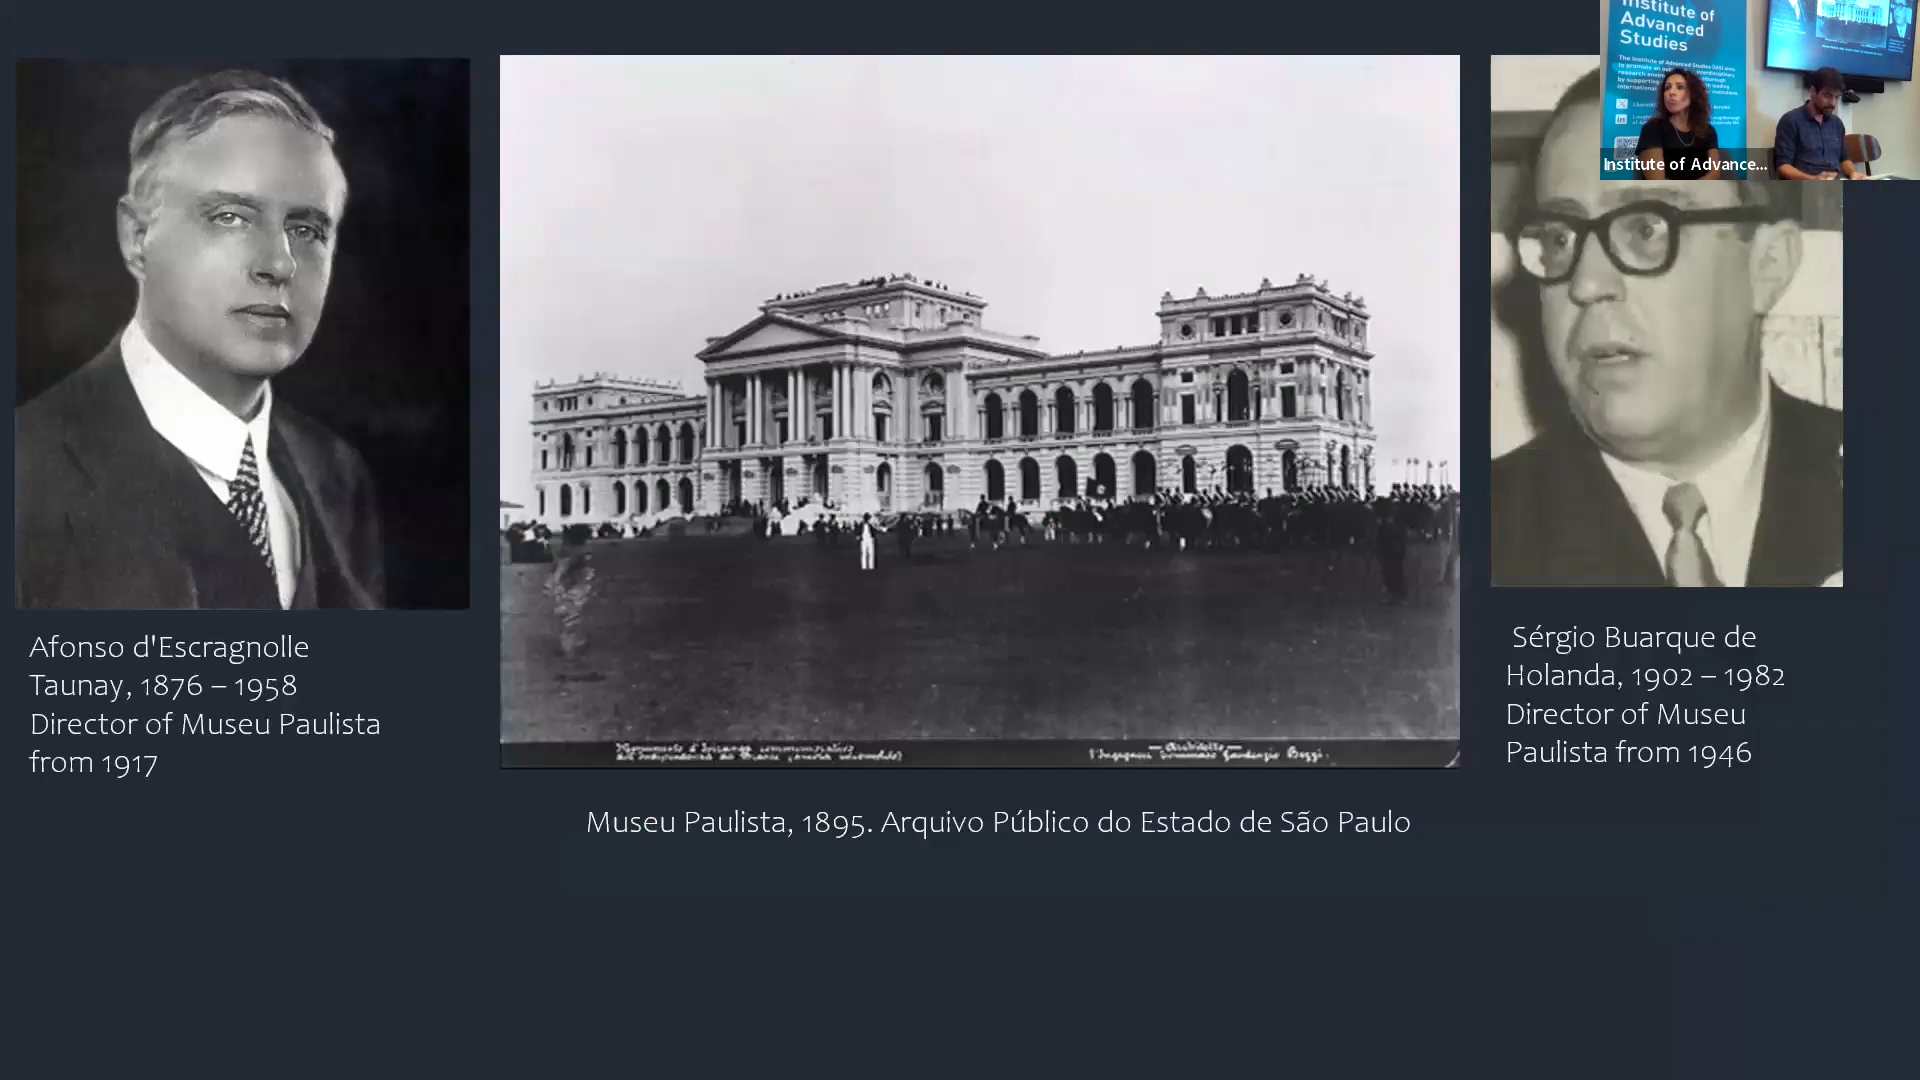 Institute of
Advanced
Studies
Institute of Advance...
Afonso d'Escragnolle
Taunay, 1876 – 1958
Director of Museu Paulista
from 1917
Sérgio Buarque de
Holanda, 1902 – 1982
Director of Museu
Paulista from 1946
Museu Paulista, 1895. Arquivo Público do Estado de São Paulo